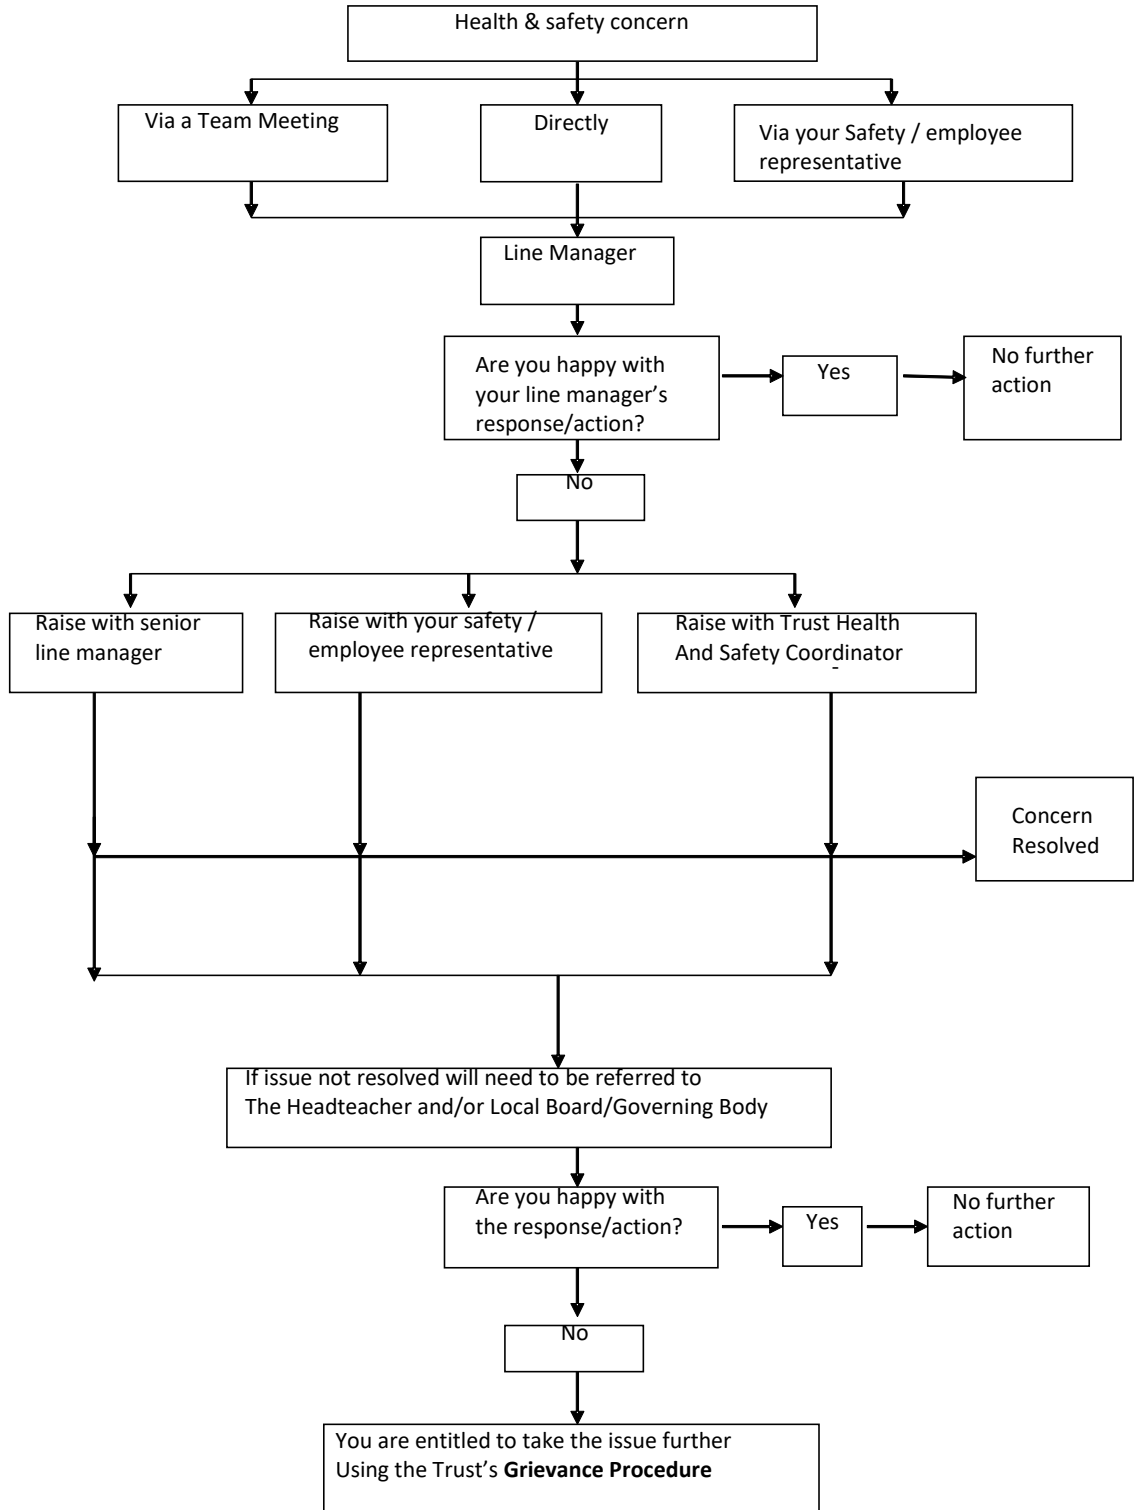 Health & safety concern
Via a Team Meeting
Directly
Via your Safety / employee
representative
Line Manager
Are you happy with
your line manager’s
response/action?
Yes
No further
action
No
Raise with senior
line manager
Raise with your safety /
employee representative
Raise with Trust Health
And Safety Coordinator
-
Concern
Resolved
If issue not resolved will need to be referred to
The Headteacher and/or Local Board/Governing Body
Are you happy with
the response/action?
Yes
No further
action
No
You are entitled to take the issue further
Using the Trust’s Grievance Procedure